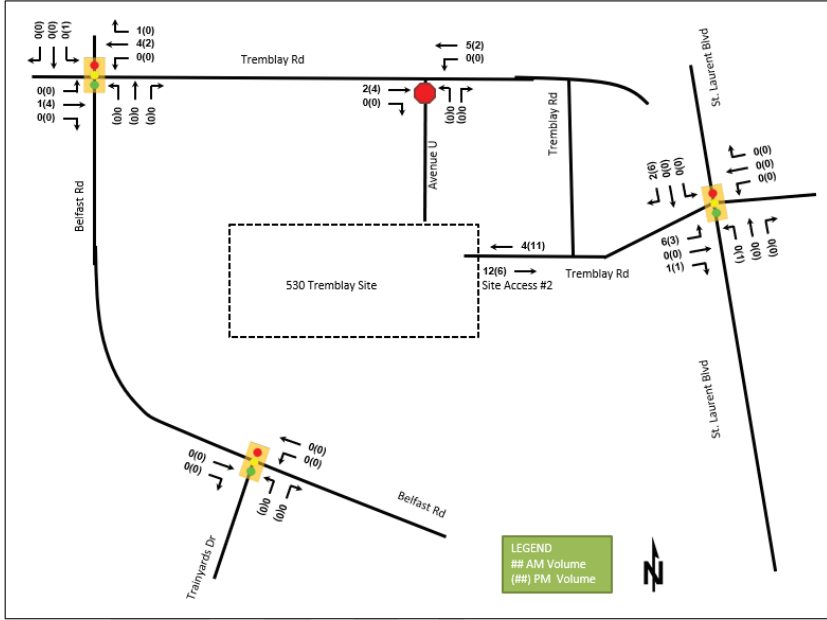 0(0)
0(0)
0(1)
1(0)
4(2)
0(0)
Tremblay Rd
5(2)
0(0)
St. Laurent Blvd
0(0)
1(4)
0(0)
0(0)
0(0)
0(0)
2(4)
0(0)
0(0)
0(0)
Tremblay Rd
Avenue U
Belfast Rd
2(6)
0(0)
0(0)
0(0)
0(0)
0(0)
6(3)
0(0)
1(1)
0(1)
0(0)
0(0)
4(11)
12(6)
Tremblay Rd
Site Access #2
530 Tremblay Site
St. Laurent Blvd
0(0)
0(0)
0(0)
0(0)
0(0)
0(0)
Belfast Rd
Trainyards Dr
LEGEND
## AM Volume
(##) PM Volume
N